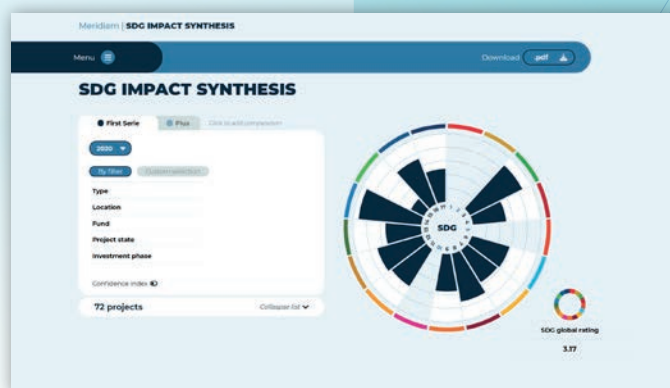 Meridiam | SDG IMPACT SYNTHESIS
Menu
Download .pdf
SDG IMPACT SYNTHESIS
First Serie
Plus
Click to add comparison
2020
By filter
Custom selection
Type
Location
Fund
Project state
Investment phase
Confidence index
72 projects
Collapse list
SDG
SDG global rating
3.17